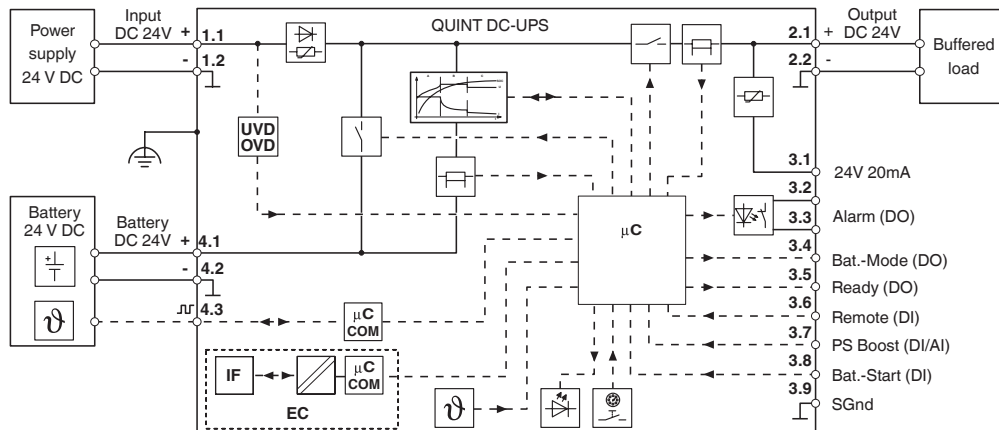 QUINT DC-UPS
Input
DC 24V
+
-
1.1
1.2
Power
supply
24 V DC
UVD
OVD
Output
DC 24V
2.1
2.2
+
-
Buffered
load
3.1
24V 20mA
3.2
3.3
Alarm (DO)
3.4
Bat.-Mode (DO)
3.5
Ready (DO)
3.6
Remote (DI)
3.7
PS Boost (DI/AI)
3.8
Bat.-Start (DI)
3.9
SGnd
μC
Battery
24 V DC
+
ϑ
Battery
DC 24V
+
-
4.1
4.2
4.3
μC
COM
IF
μC
COM
EC
ϑ